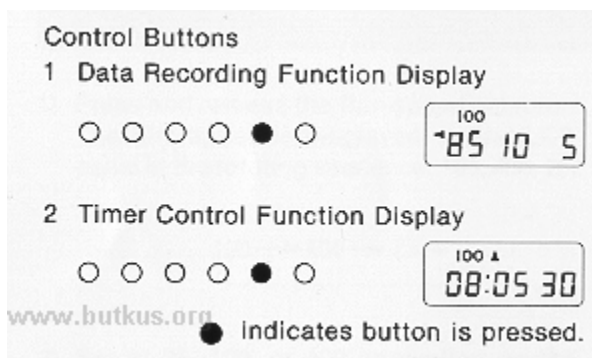 Control Buttons
1 Data Recording Function Display
100
85 10 5
2 Timer Control Function Display
100
08:05 30
www.butkus.org
indicates button is pressed.